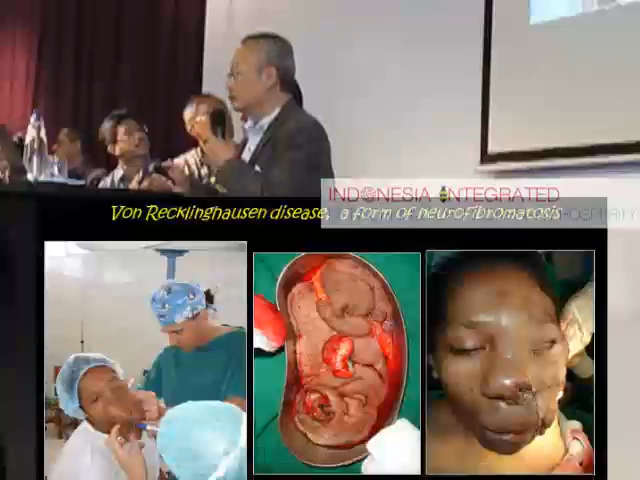 INDONESIA INTEGRATED
Von Recklinghausen disease, a form of neurofibromatosis